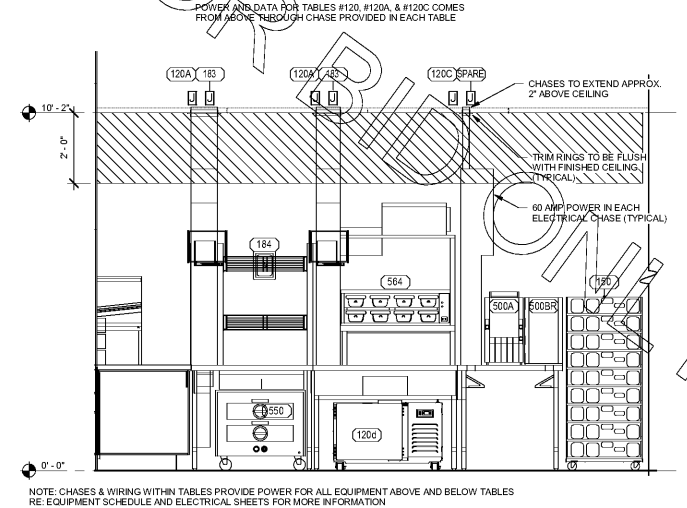 POWER AND DATA FOR TABLES #120, #120A, & #120C COMES
FROM ABOVE THROUGH CHASE PROVIDED IN EACH TABLE
120A 183 120A 183 120C SPARE
CHASES TO EXTEND APPROX.
2" ABOVE CEILING
10' - 2"
2' - 0"
TRIM RINGS TO BE FLUSH
WITH FINISHED CEILING
(TYPICAL)
60 AMP POWER IN EACH
ELECTRICAL CHASE (TYPICAL)
184
564
150
500A 500BR
550
120d
0' - 0"
NOTE: CHASES & WIRING WITHIN TABLES PROVIDE POWER FOR ALL EQUIPMENT ABOVE AND BELOW TABLES
RE: EQUIPMENT SCHEDULE AND ELECTRICAL SHEETS FOR MORE INFORMATION
OR BID ONL